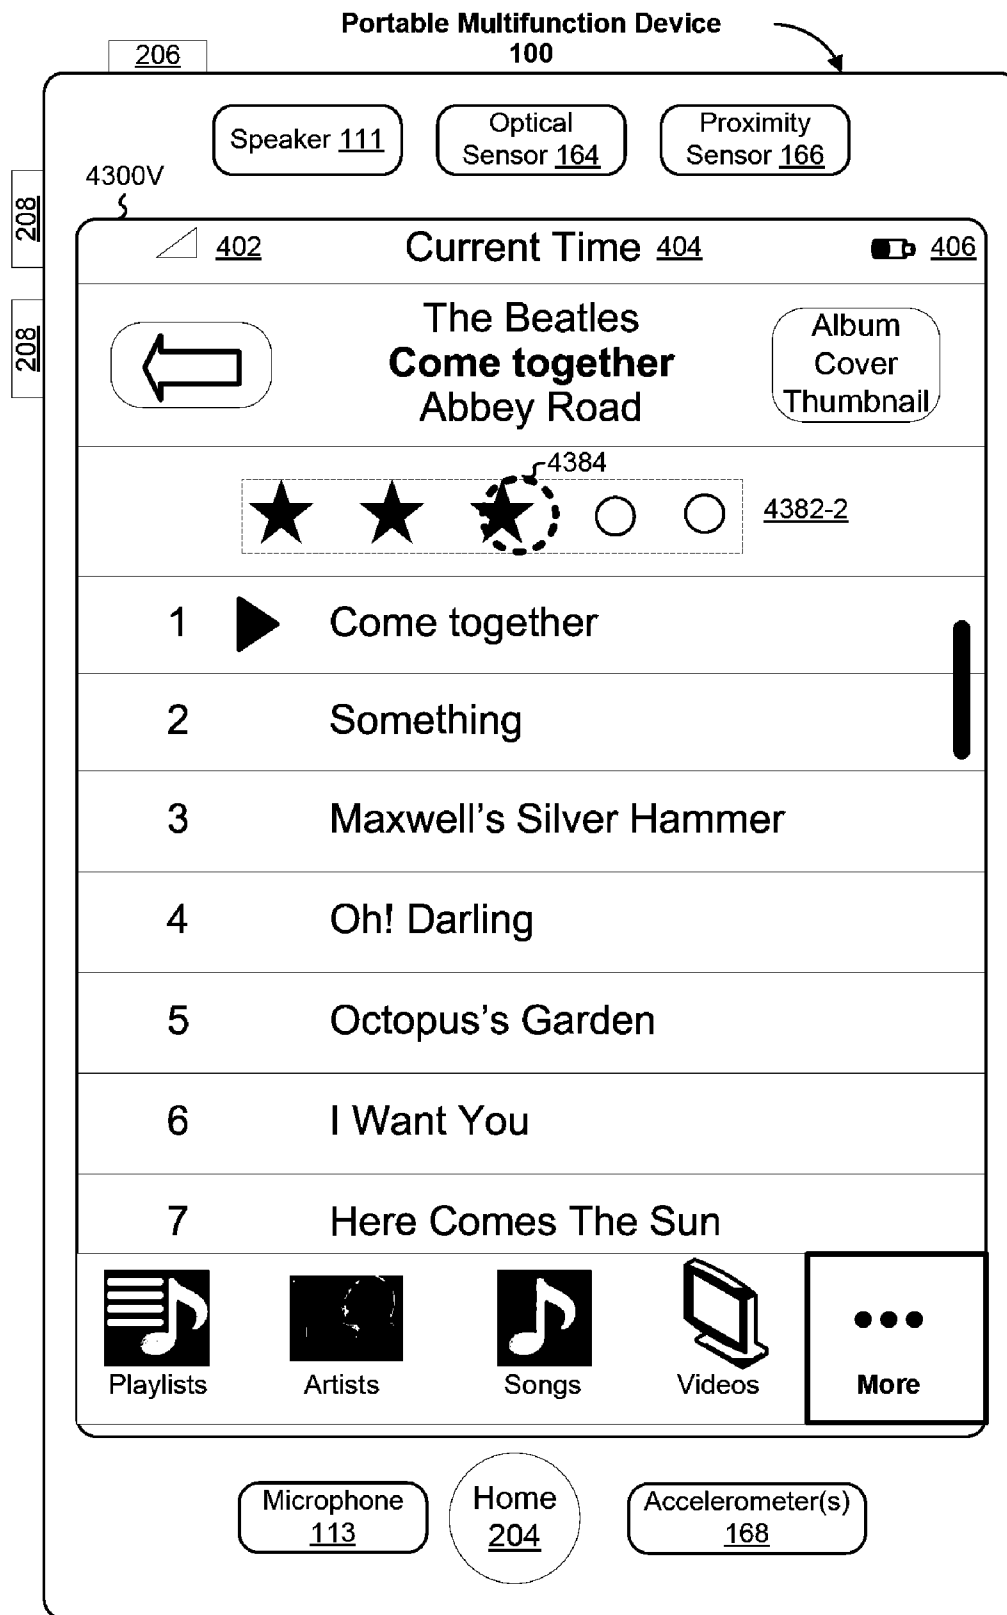 Portable Multifunction Device
100
206
Speaker 111
Optical
Sensor 164
Proximity
Sensor 166
4300V
208
208
402
Current Time 404
406
The Beatles
Come together
Abbey Road
Album
Cover
Thumbnail
4384
4382-2
1 Come together
2 Something
3 Maxwell's Silver Hammer
4 Oh! Darling
5 Octopus's Garden
6 I Want You
7 Here Comes The Sun
Playlists
Artists
Songs
Videos
More
Microphone
113
Home
204
Accelerometer(s)
168